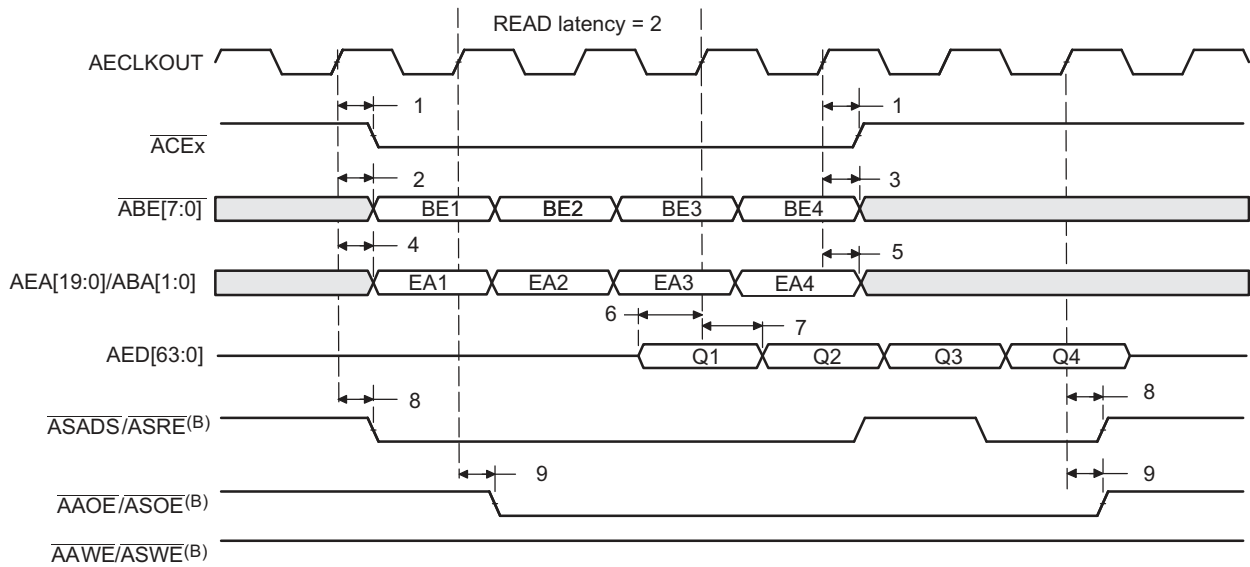 READ latency = 2
AECLKOUT
1 1
ACEx
2 3
ABE[7:0] BE1 BE2 BE3 BE4
4 5
AEA[19:0]/ABA[1:0] EA1 EA2 EA3 EA4
6 7
AED[63:0] Q1 Q2 Q3 Q4
8 8
ASADS/ASRE(B)
9 9
AAOE/ASOE(B)
AAWE/ASWE(B)